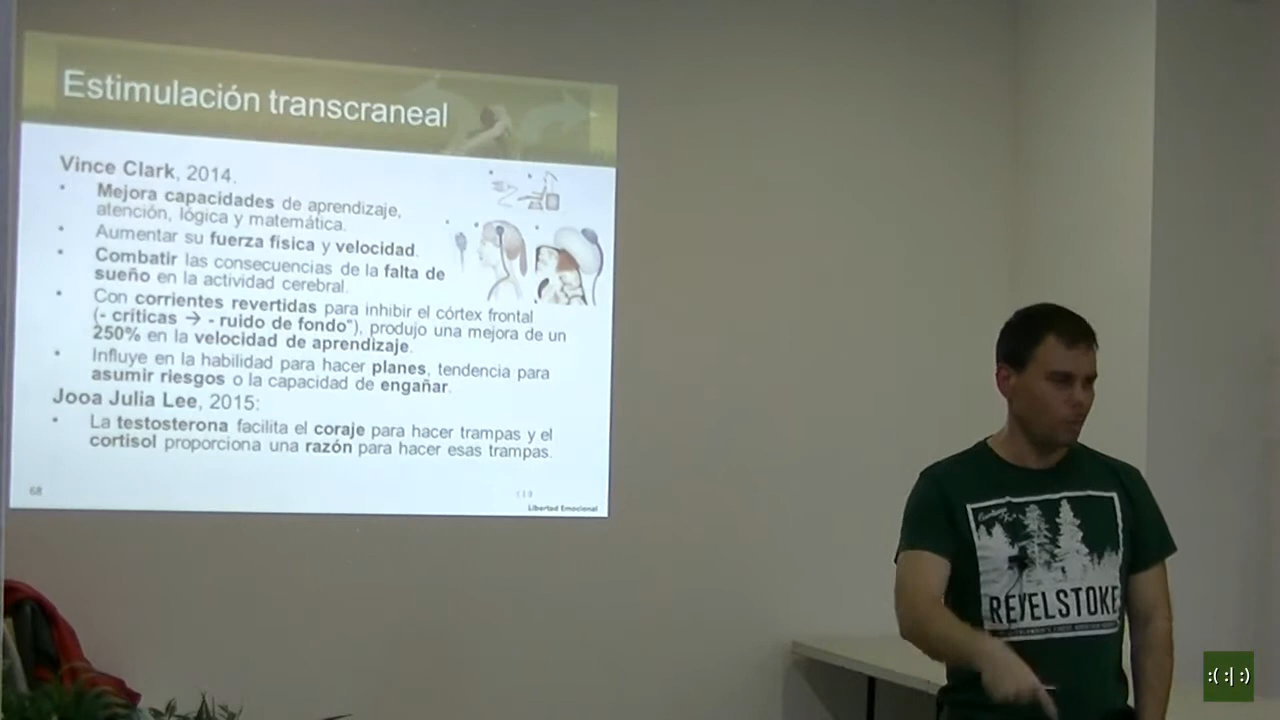 Estimulación transcraneal
Vince Clark, 2014.
• Mejora capacidades de aprendizaje,
atención, lógica y matemática.
• Aumentar su fuerza física y velocidad.
• Combatir las consecuencias de la falta de
sueño en la actividad cerebral.
• Con corrientes revertidas para inhibir el córtex frontal
(- críticas → - ruido de fondo"), produjo una mejora de un
250% en la velocidad de aprendizaje.
• Influye en la habilidad para hacer planes, tendencia para
asumir riesgos o la capacidad de engañar.
Jooa Julia Lee, 2015:
• La testosterona facilita el coraje para hacer trampas y el
cortisol proporciona una razón para hacer esas trampas.
68
Libertad Emocional
REVELSTOKE
:( :| :)